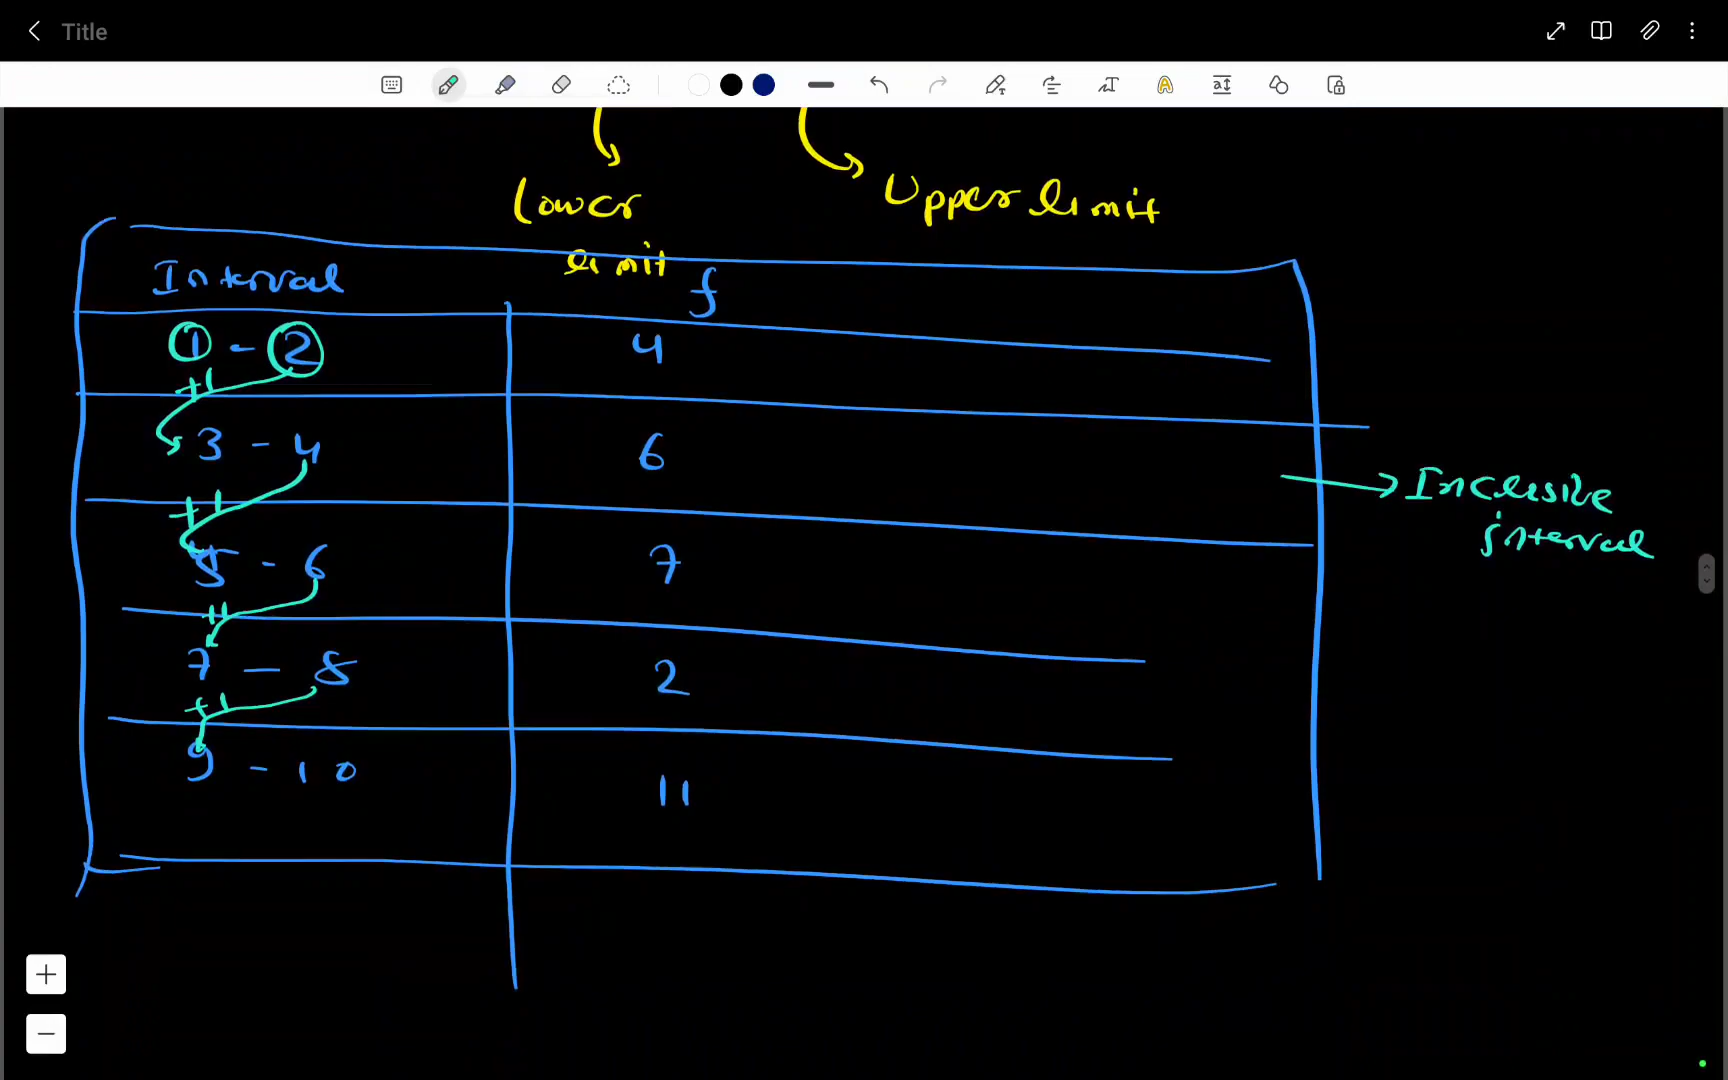 Title
Lower
limit
Upper limit
Interval f
1 - 2 4
+1
3 - 4 6
+1
5 - 6 7
+1
7 - 8 2
+1
9 - 10 11
Inclusive
interval